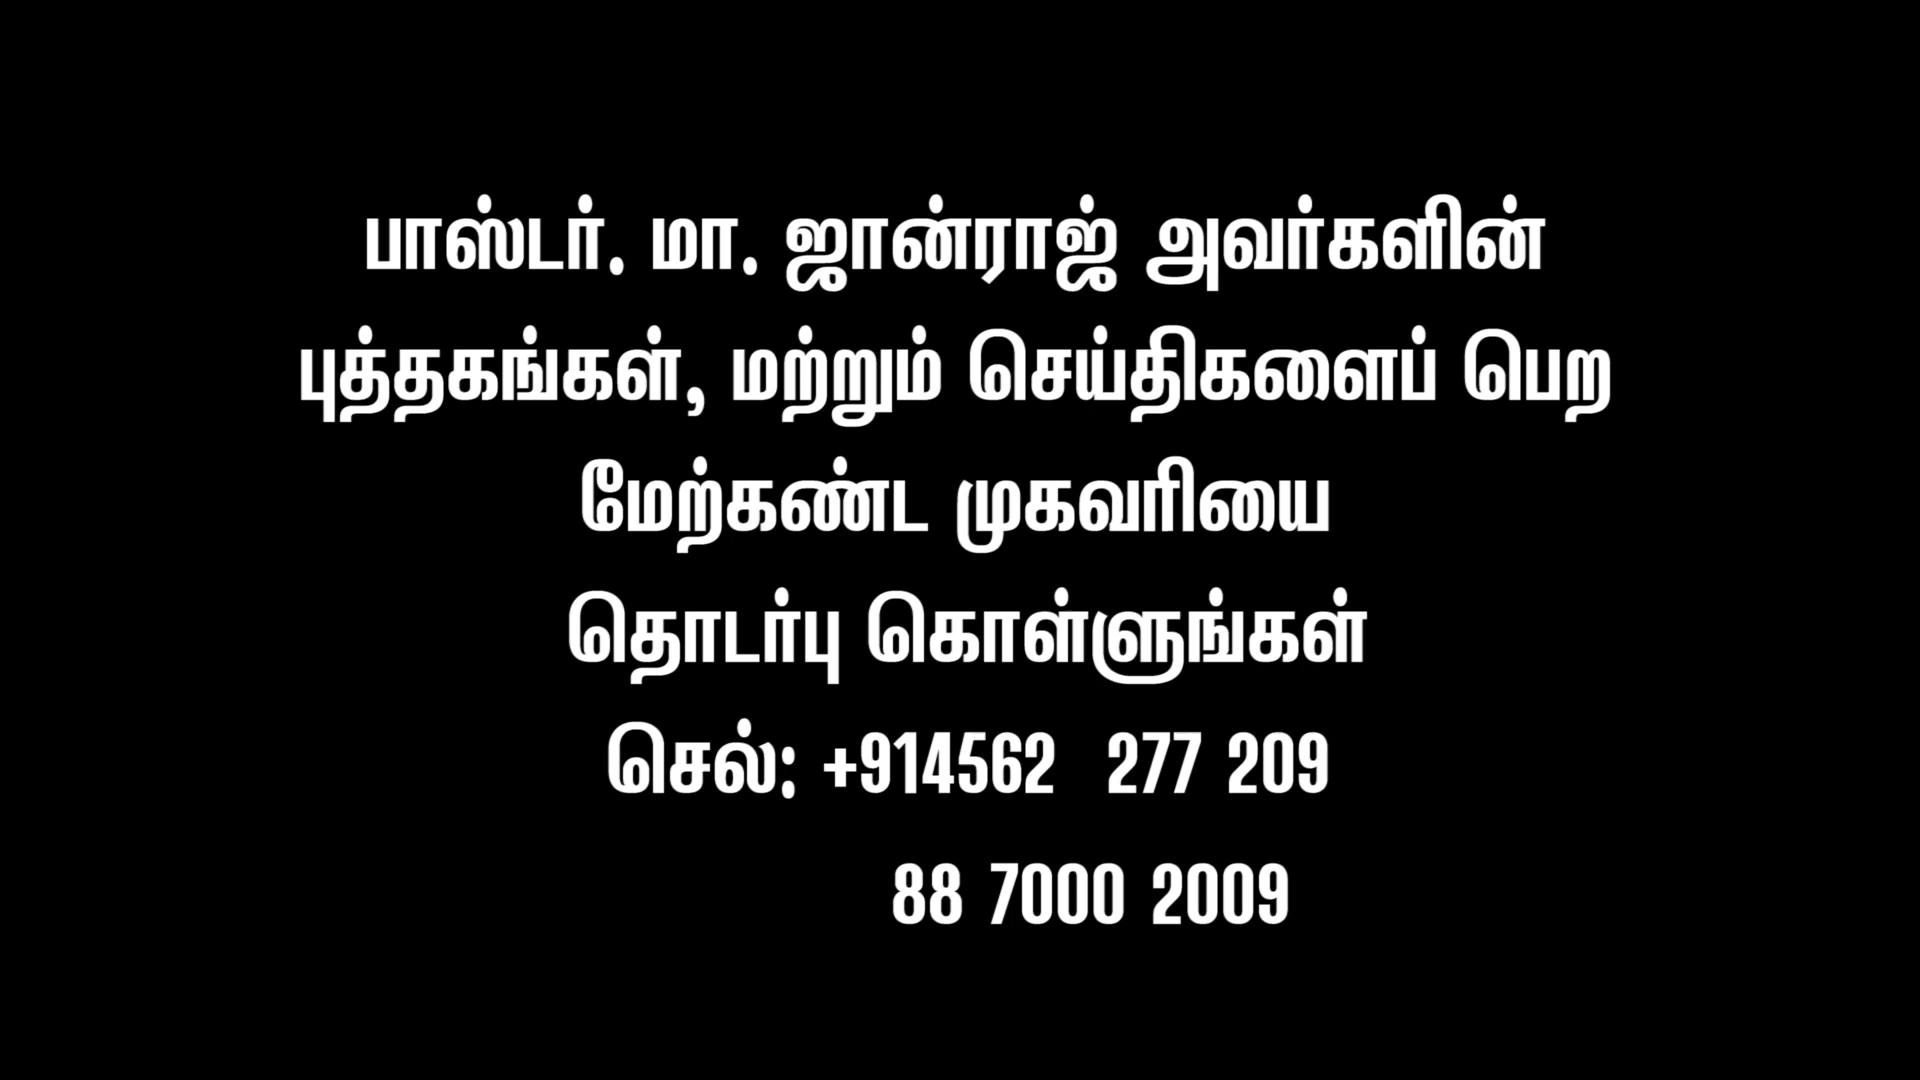 பாஸ்டர். மா. ஜான்ராஜ் அவர்களின்
புத்தகங்கள், மற்றும் செய்திகளைப் பெற
மேற்கண்ட முகவரியை
தொடர்பு கொள்ளுங்கள்
செல்: +914562 277 209
88 7000 2009